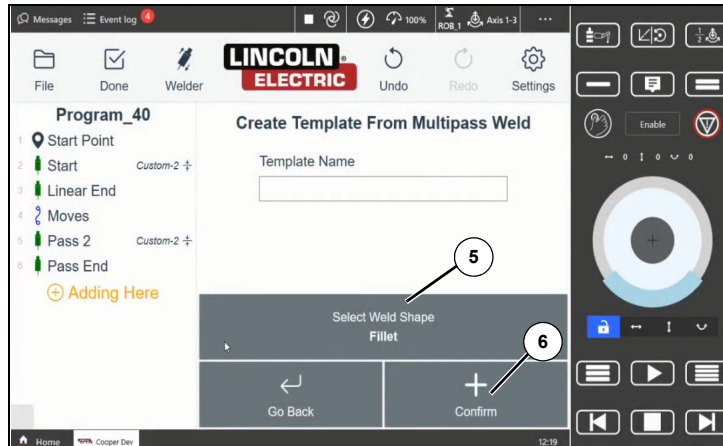 Messages
Event log
4
100%
ROB_1
Axis 1-3
...
File
Done
Welder
LINCOLN
ELECTRIC
Undo
Redo
Settings
Program_40
1 Start Point
2 Start Custom-2
3 Linear End
4 Moves
5 Pass 2 Custom-2
6 Pass End
Adding Here
Create Template From Multipass Weld
Template Name
5
Select Weld Shape
Fillet
6
Go Back
Confirm
Home
Cooper Dev
12:19
Enable
0 0 0